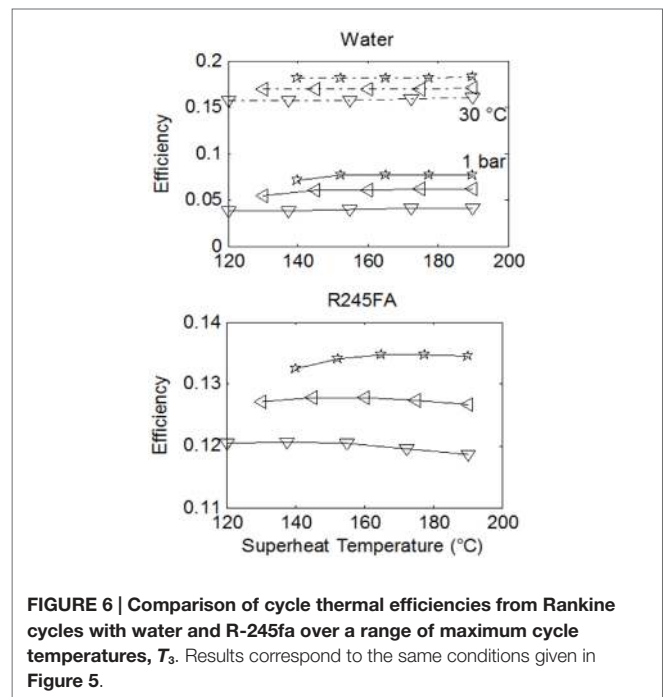 Water
0.2
0.15
0.1
0.05
0
Efficiency
30 °C
1 bar
120 140 160 180 200
R245FA
0.14
0.13
0.12
0.11
Efficiency
120 140 160 180 200
Superheat Temperature (°C)
FIGURE 6 | Comparison of cycle thermal efficiencies from Rankine
cycles with water and R-245fa over a range of maximum cycle
temperatures, T₃. Results correspond to the same conditions given in
Figure 5.